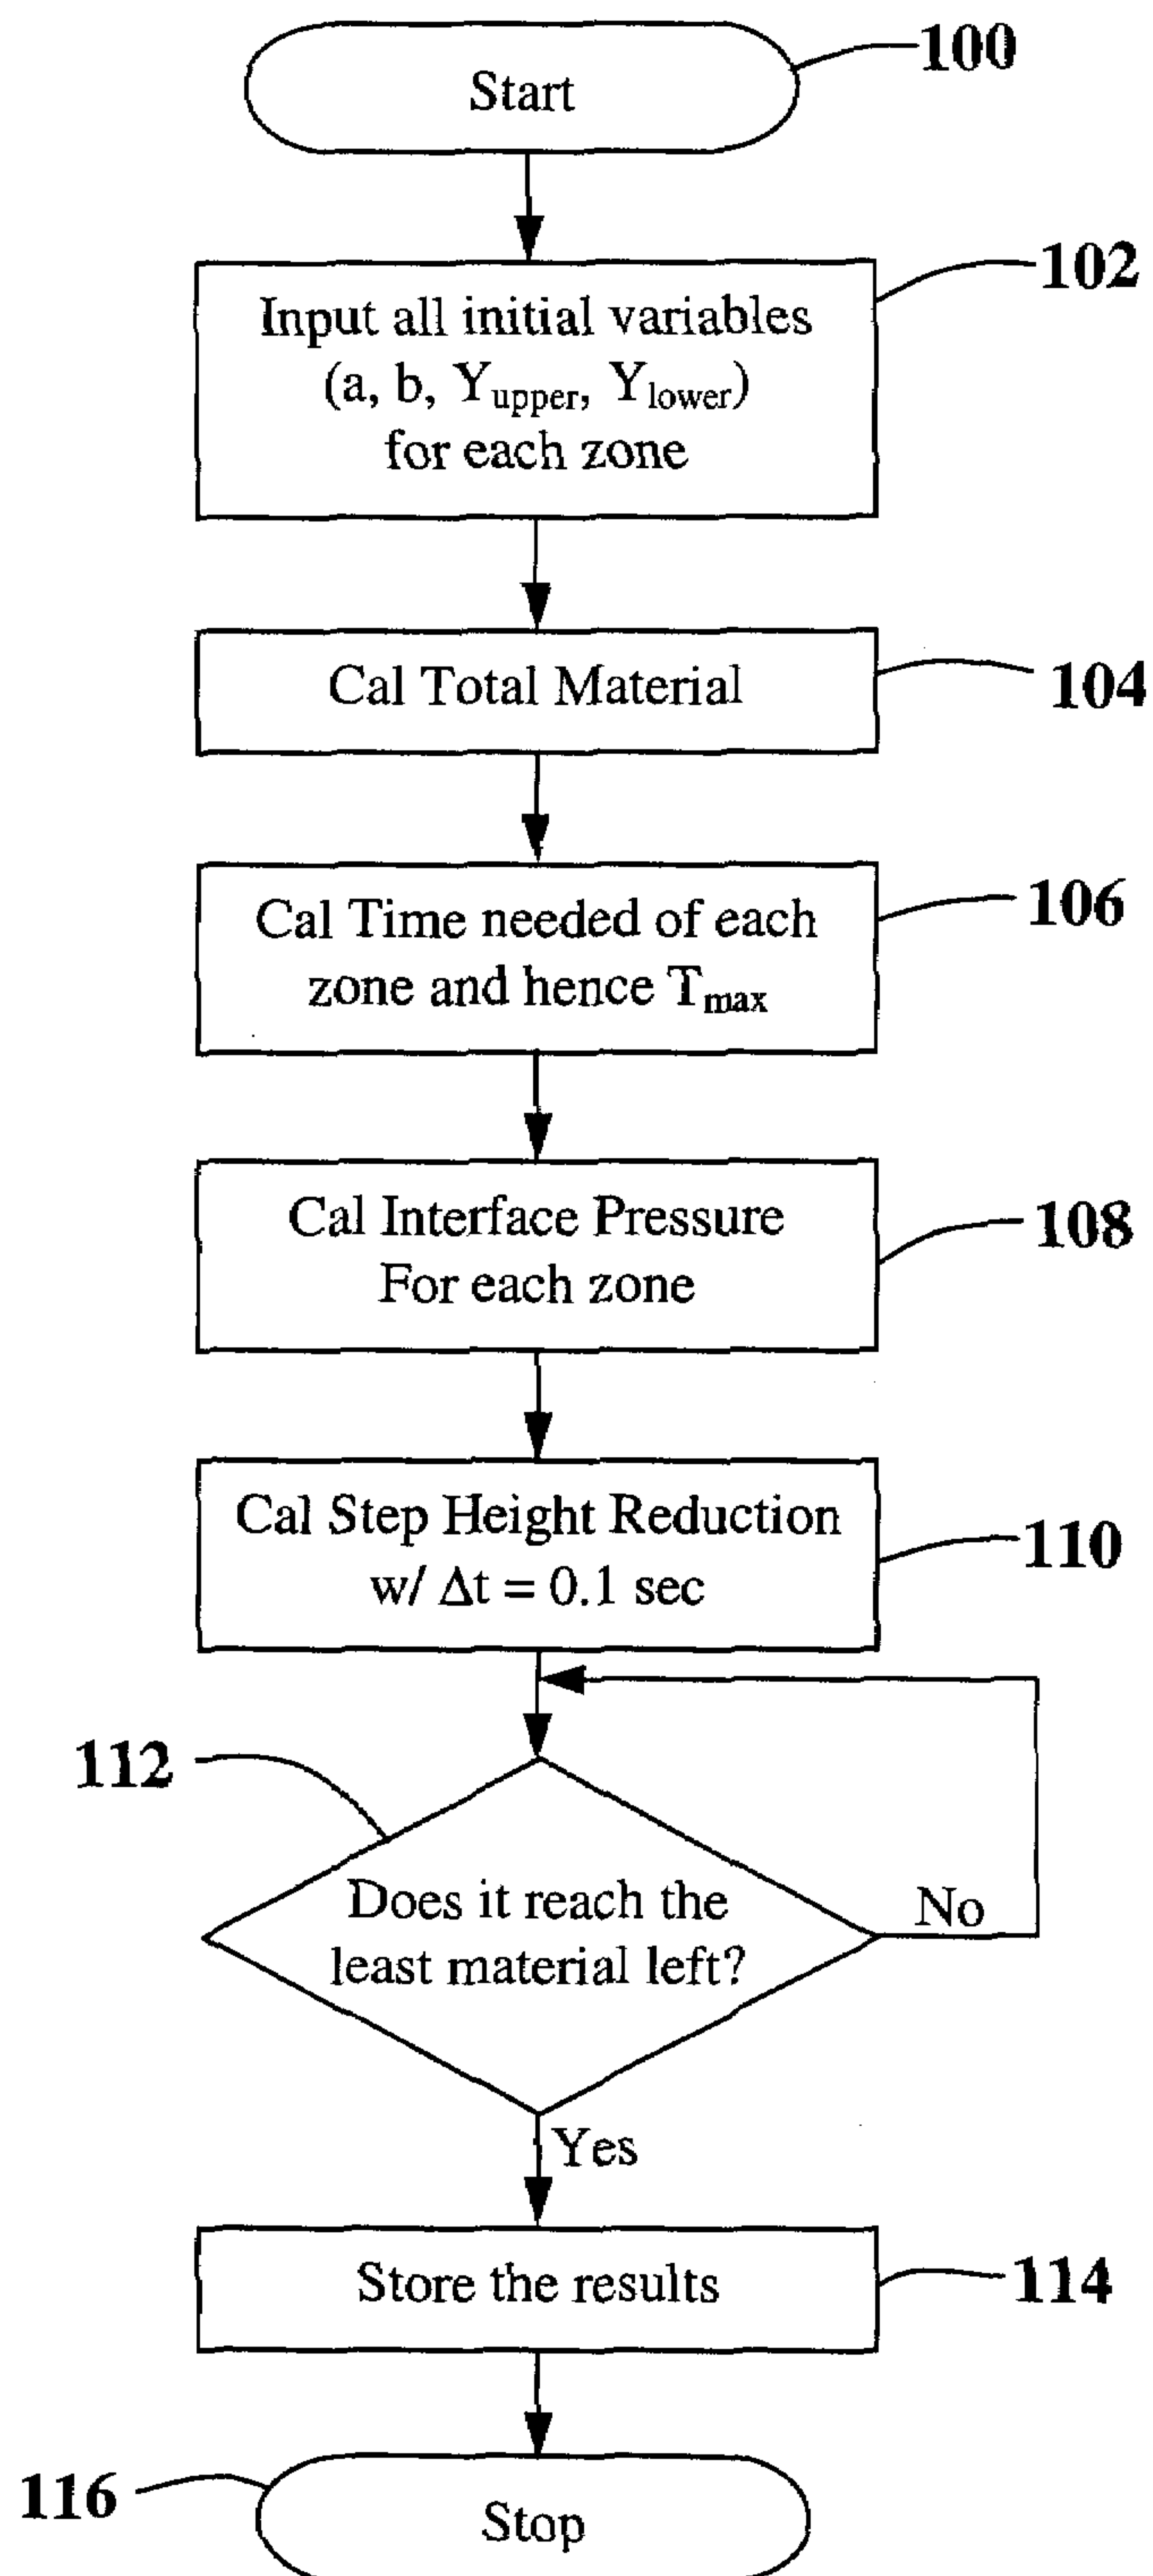 Start
100
Input all initial variables
(a, b, Yupper, Ylower)
for each zone
102
Cal Total Material
104
Cal Time needed of each
zone and hence Tmax
106
Cal Interface Pressure
For each zone
108
Cal Step Height Reduction
w/ Δt = 0.1 sec
110
112
Does it reach the
least material left?
No
Yes
Store the results
114
116
Stop